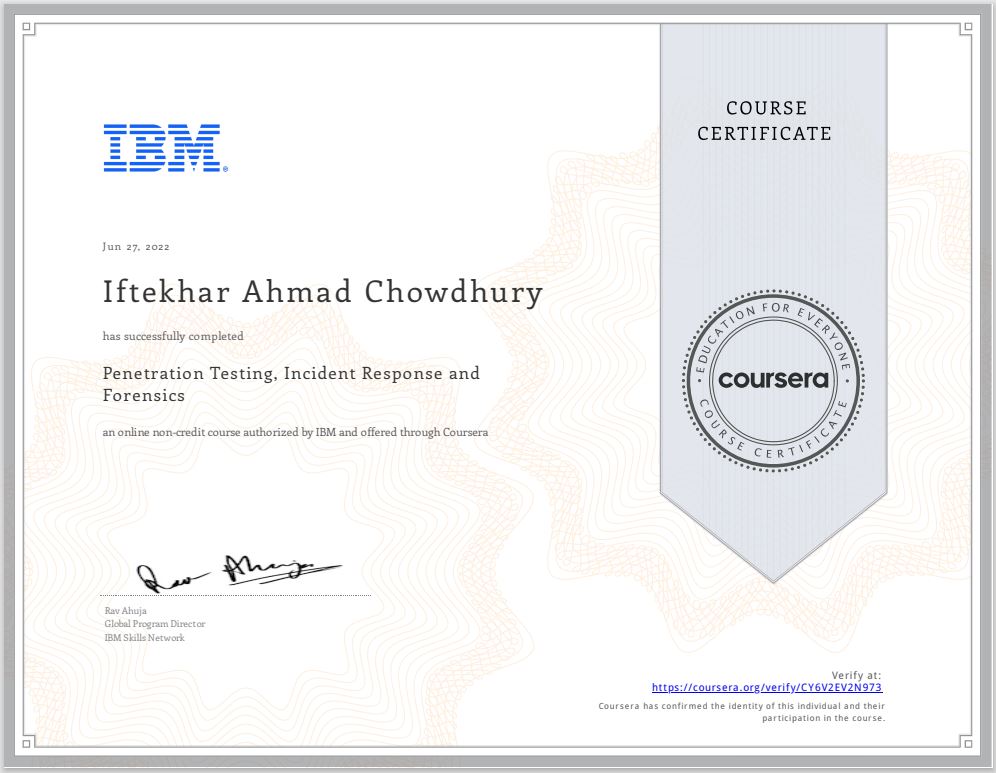 COURSE
CERTIFICATE
IBM®
Jun 27, 2022
Iftekhar Ahmad Chowdhury
has successfully completed
Penetration Testing, Incident Response and
Forensics
an online non-credit course authorized by IBM and offered through Coursera
EDUCATION FOR EVERYONE
coursera
COURSE CERTIFICATE
Rav Ahuja
Rav Ahuja
Global Program Director
IBM Skills Network
Verify at:
https://coursera.org/verify/CY6V2EV2N973
Coursera has confirmed the identity of this individual and their
participation in the course.